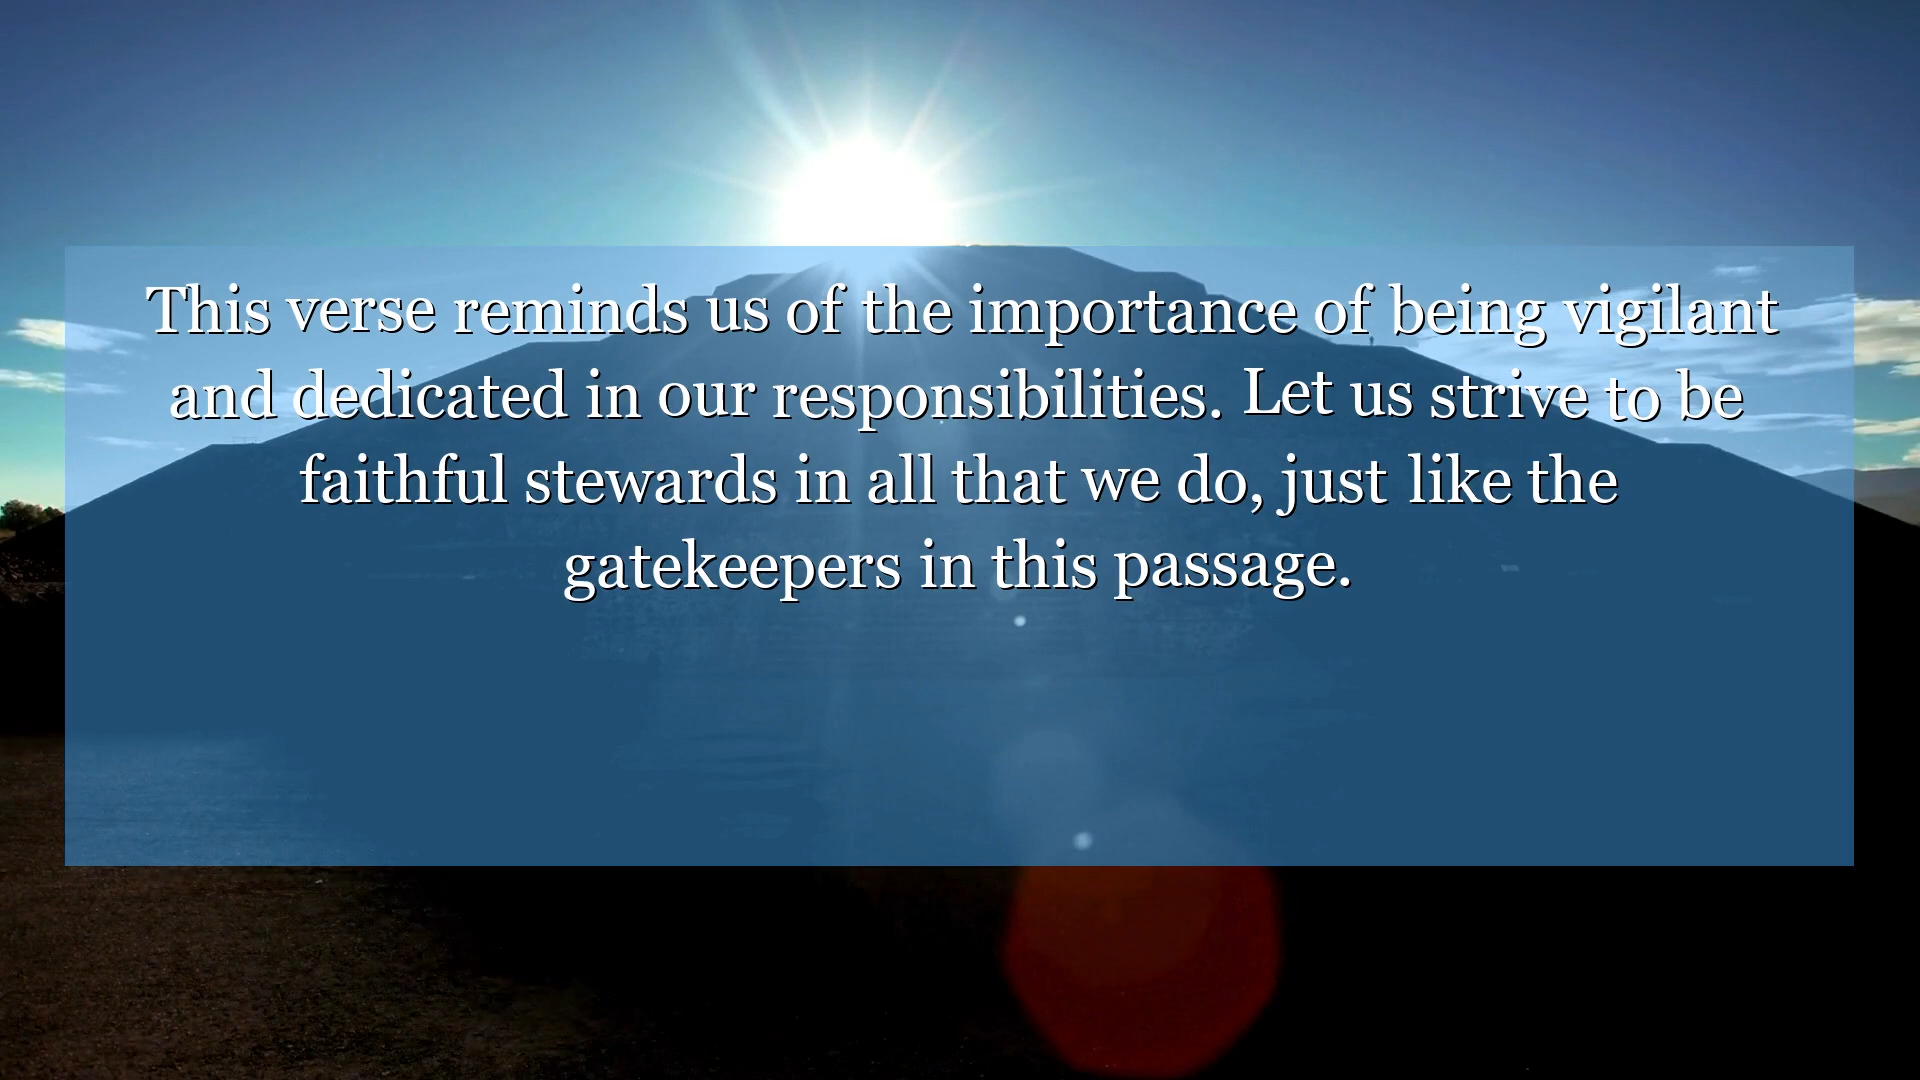 This verse reminds us of the importance of being vigilant
and dedicated in our responsibilities. Let us strive to be
faithful stewards in all that we do, just like the
gatekeepers in this passage.